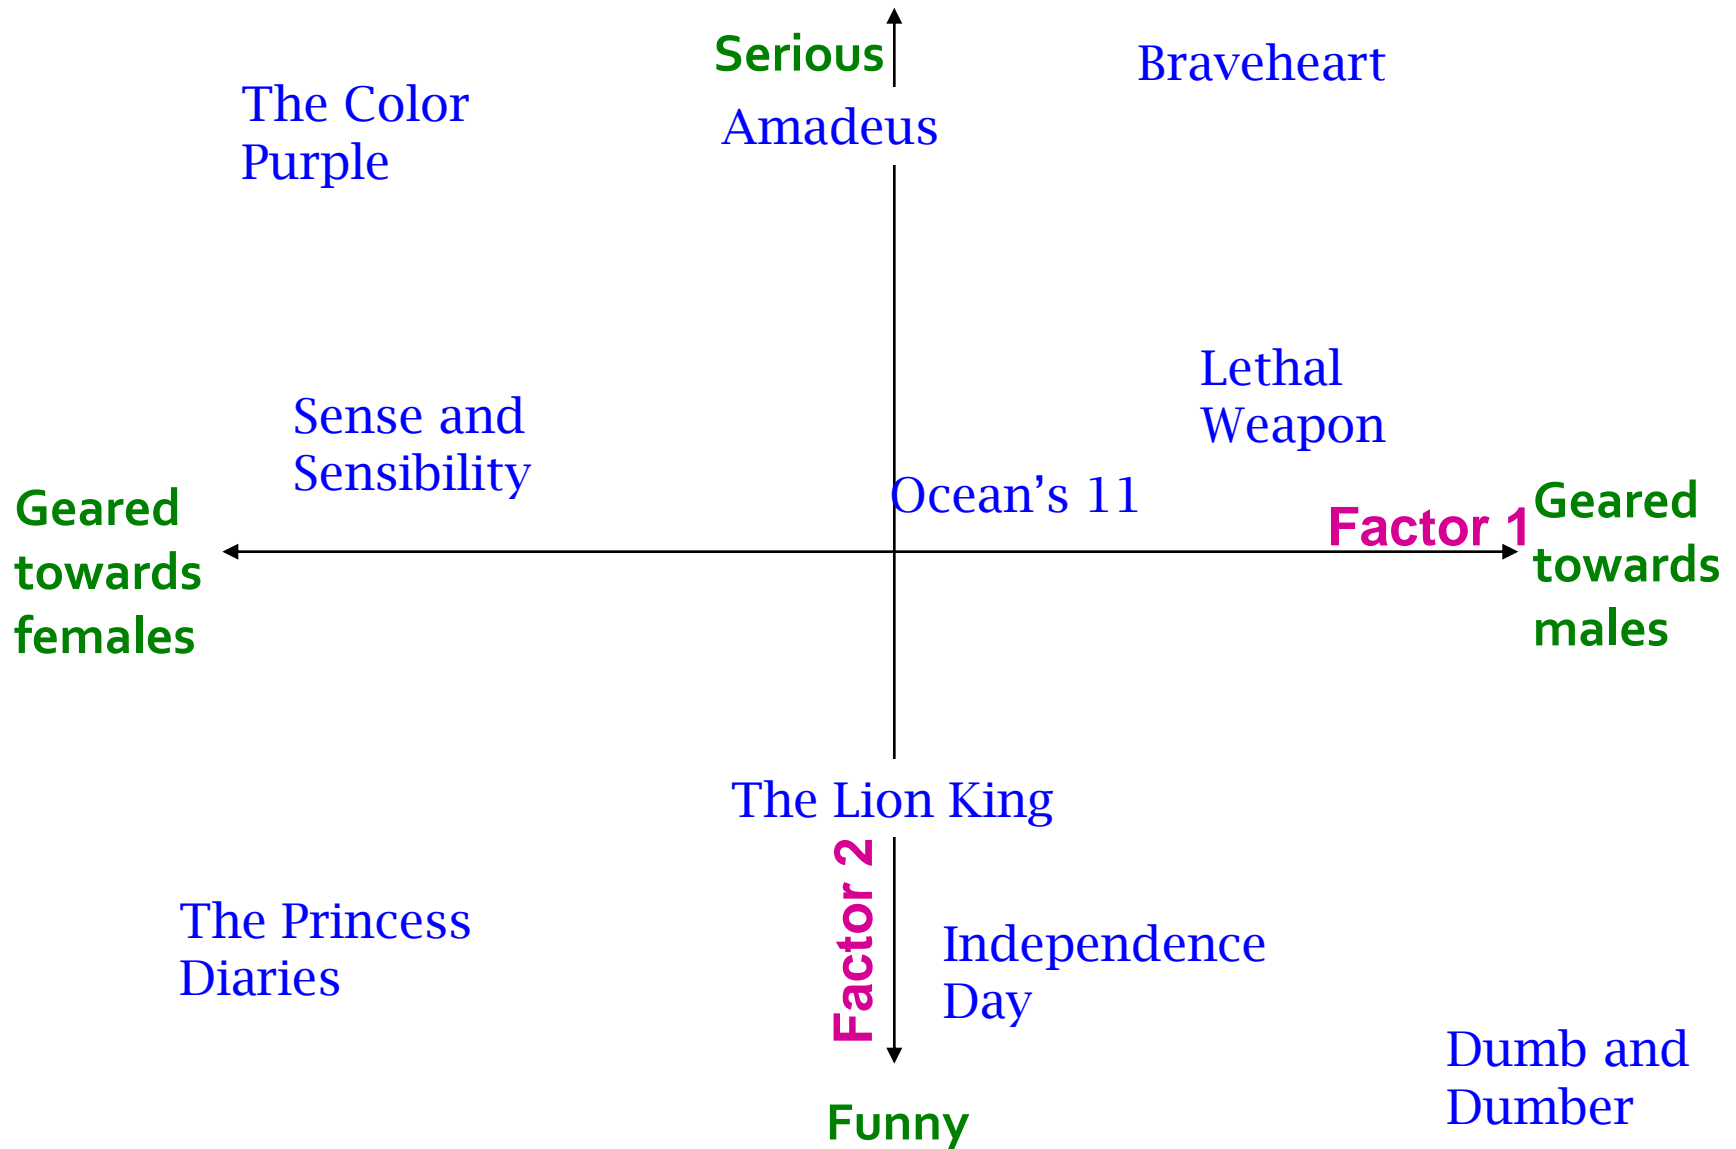 Serious
Braveheart
The Color
Purple
Amadeus
Lethal
Weapon
Sense and
Sensibility
Ocean’s 11
Geared
towards
females
Factor 1
Geared
towards
males
The Lion King
Factor 2
The Princess
Diaries
Independence
Day
Dumb and
Dumber
Funny